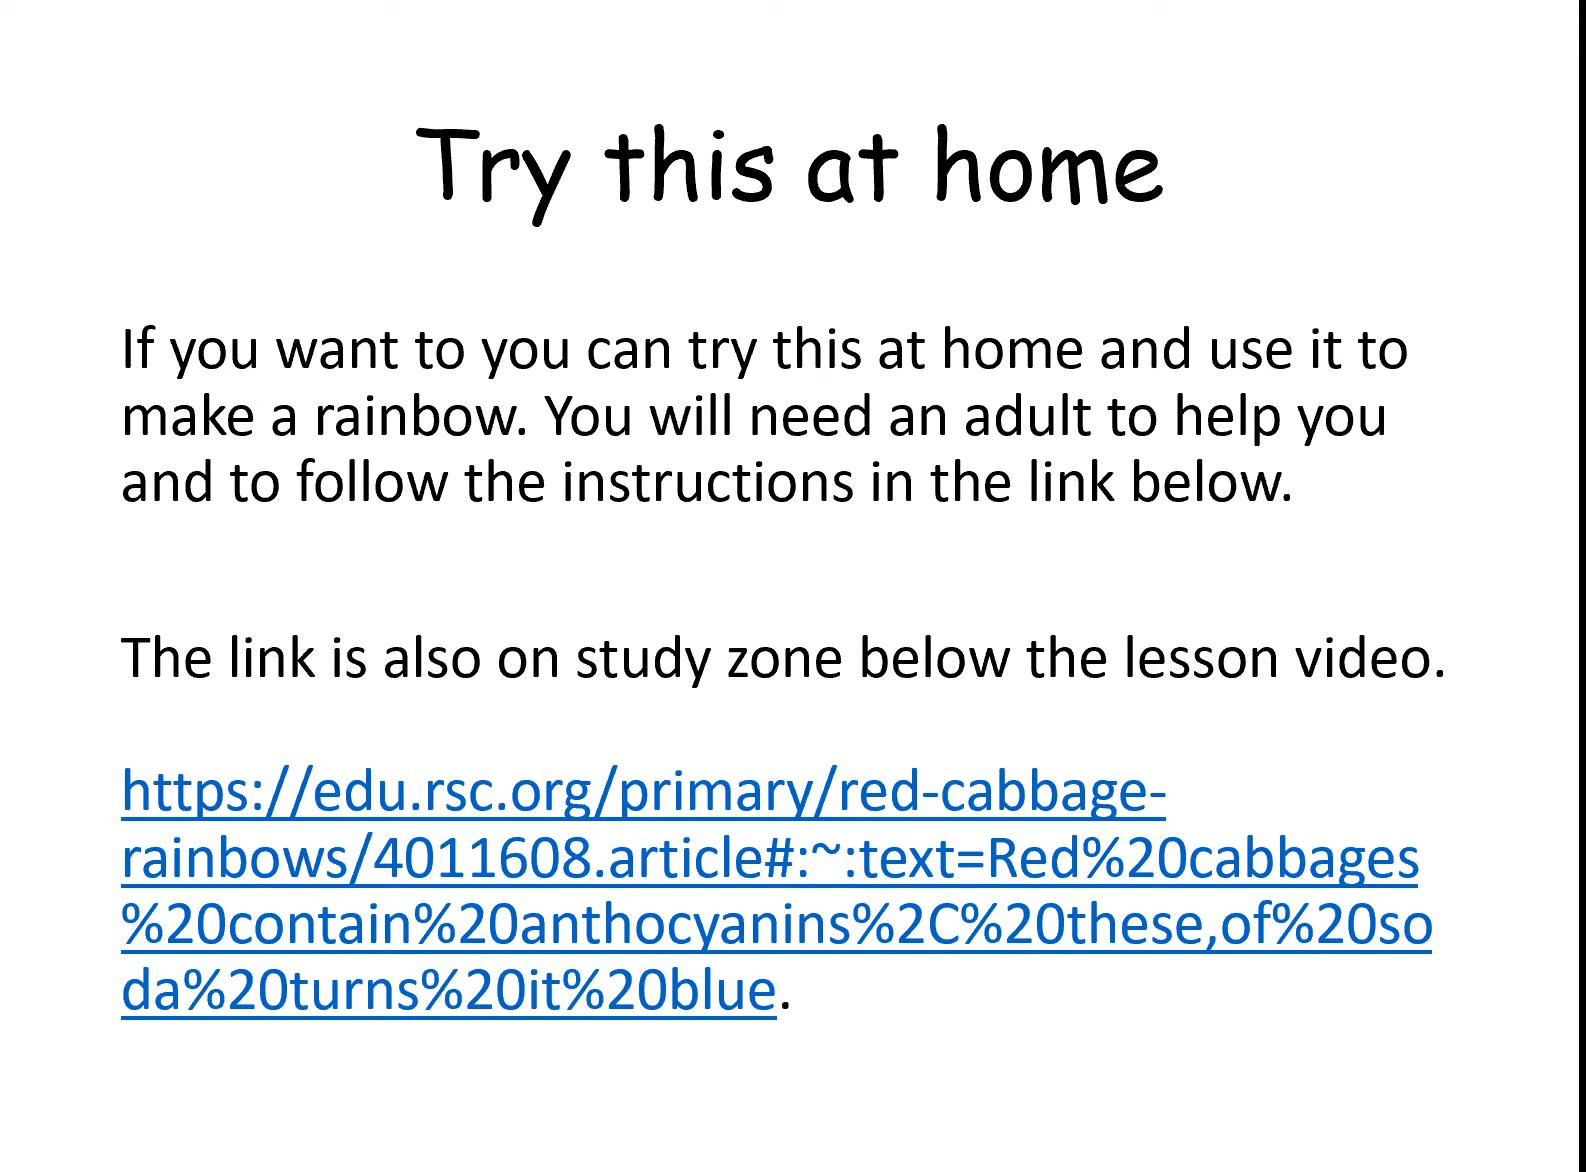 Try this at home
If you want to you can try this at home and use it to
make a rainbow. You will need an adult to help you
and to follow the instructions in the link below.
The link is also on study zone below the lesson video.
https://edu.rsc.org/primary/red-cabbage-
rainbows/4011608.article#:~:text=Red%20cabbages
%20contain%20anthocyanins%2C%20these,of%20so
da%20turns%20it%20blue.